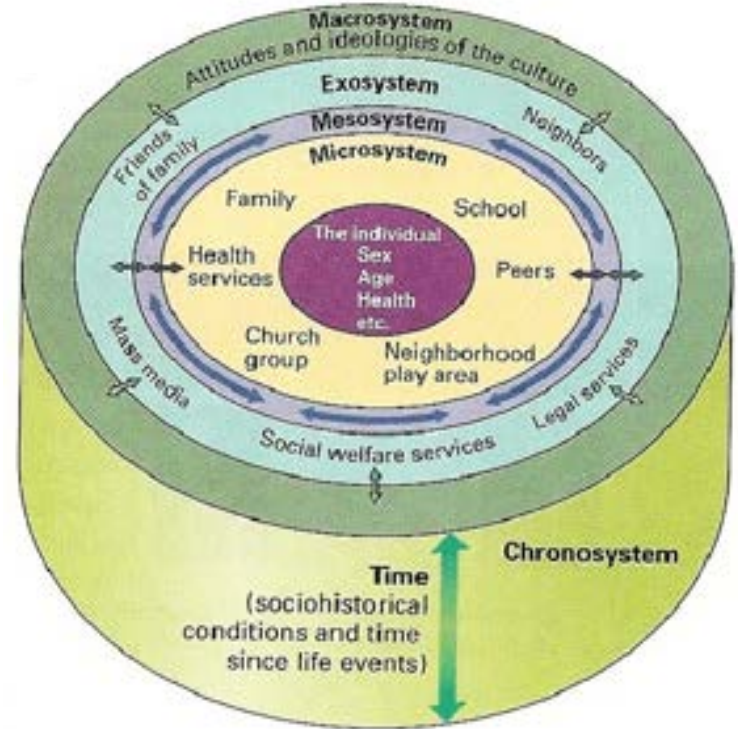 Macrosystem
Attitudes and ideologies of the culture
Exosystem
Mesosystem
Microsystem
Friends
of family
Neighbors
Family
School
The individual
Sex
Age
Health
etc.
Health
services
Peers
Church
group
Neighborhood
play area
Mass media
Legal services
Social welfare services
Chronosystem
Time
(sociohistorical
conditions and time
since life events)